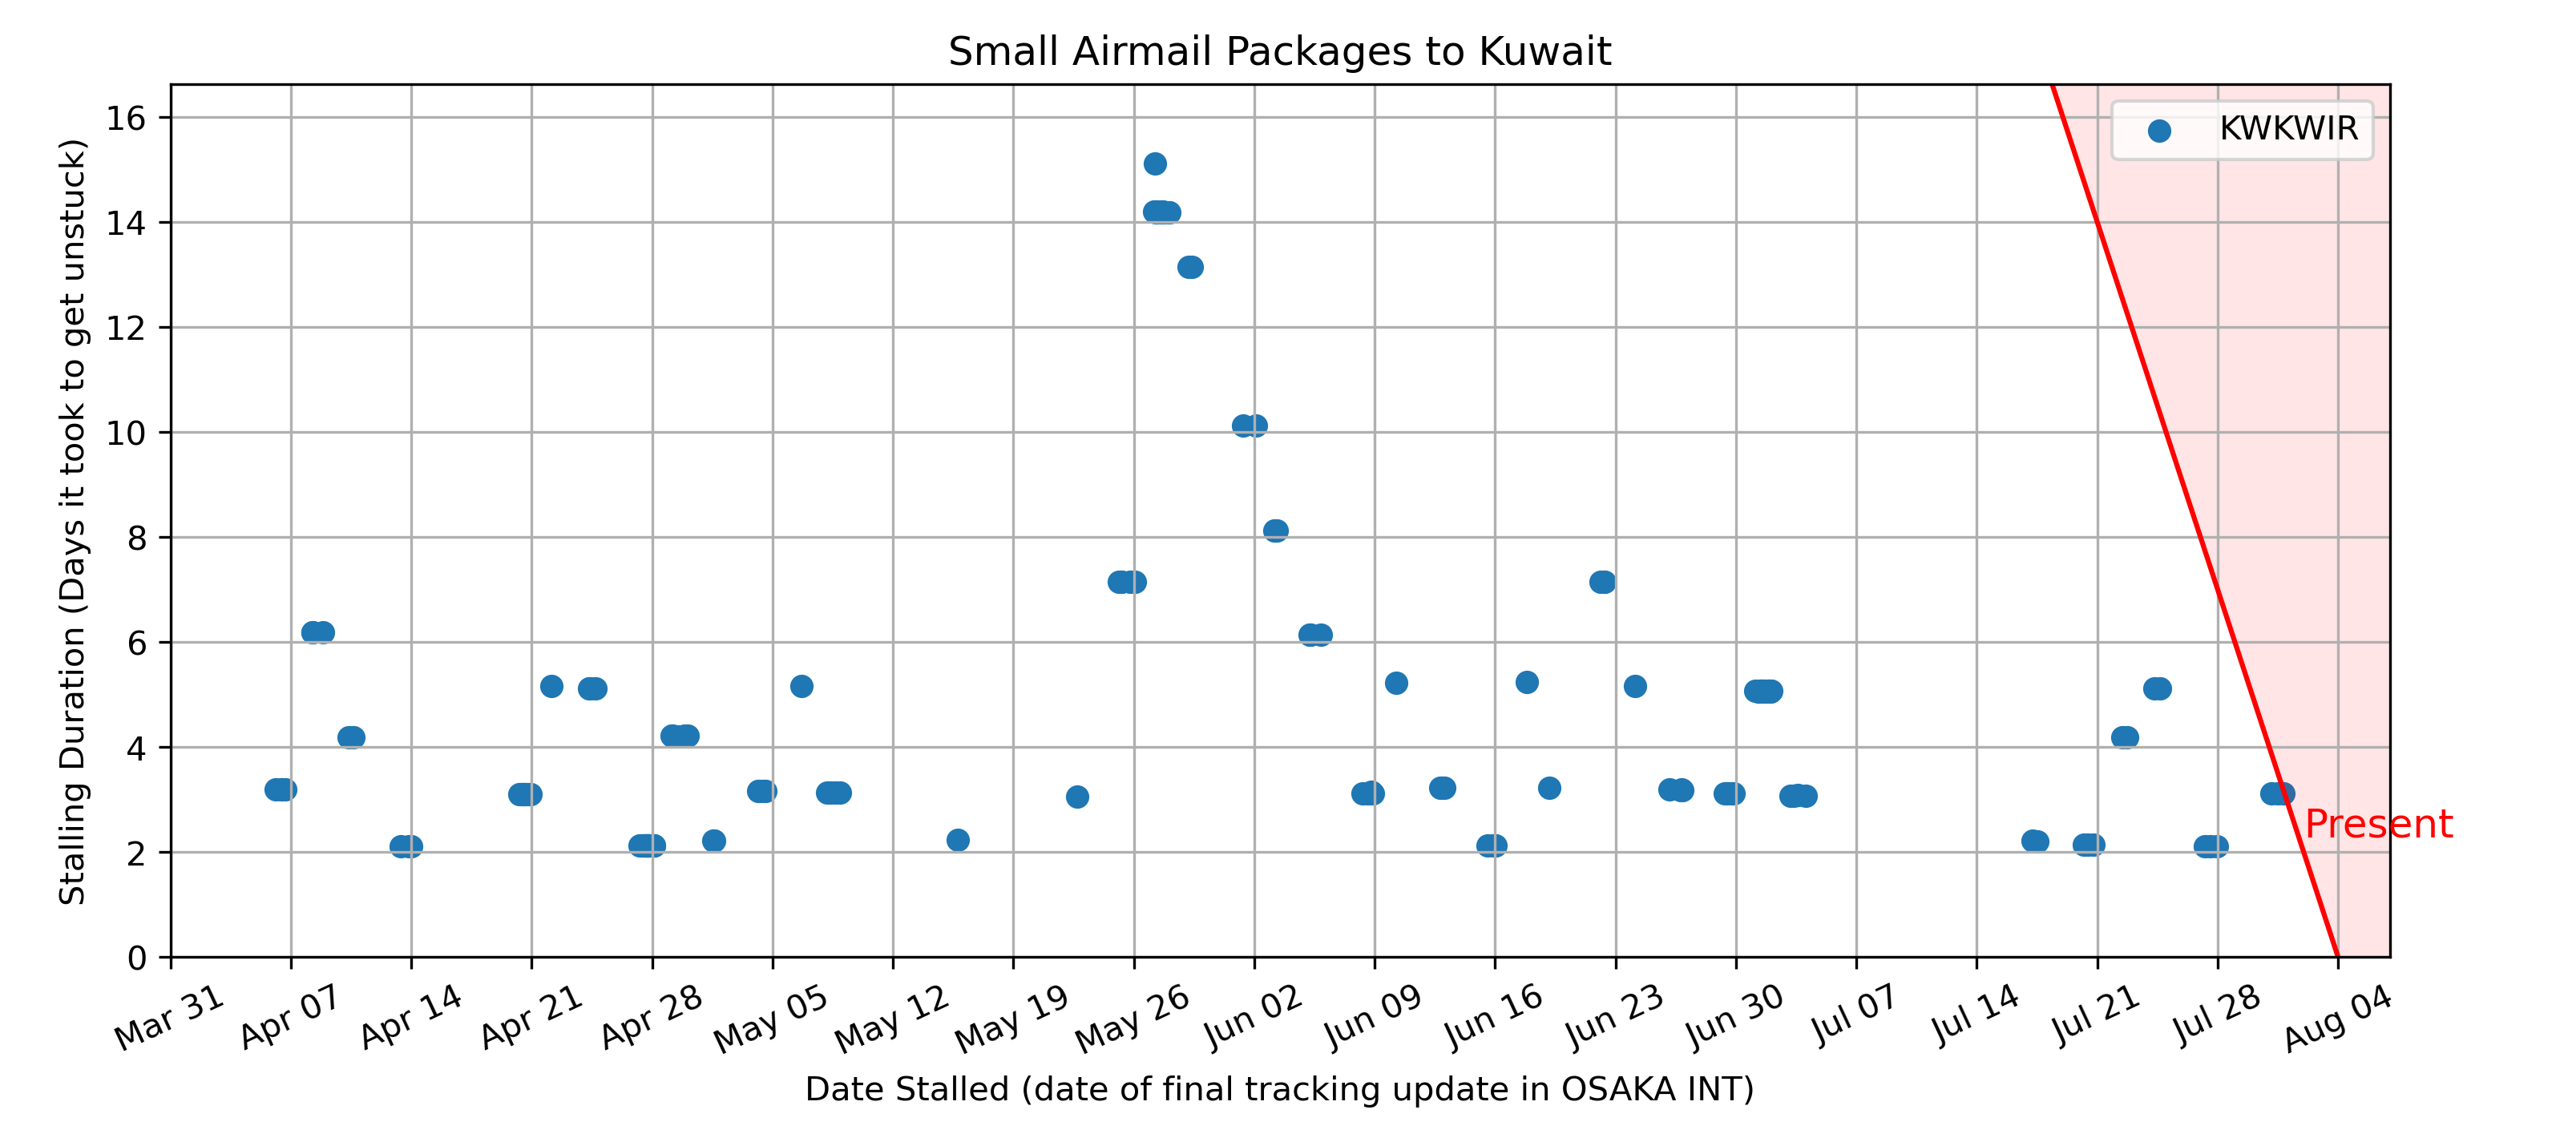 Small Airmail Packages to Kuwait
KWKWIR
Stalling Duration (Days it took to get unstuck)
16
14
12
10
8
6
4
2
0
Present
Mar 31
Apr 07
Apr 14
Apr 21
Apr 28
May 05
May 12
May 19
May 26
Jun 02
Jun 09
Jun 16
Jun 23
Jun 30
Jul 07
Jul 14
Jul 21
Jul 28
Aug 04
Date Stalled (date of final tracking update in OSAKA INT)